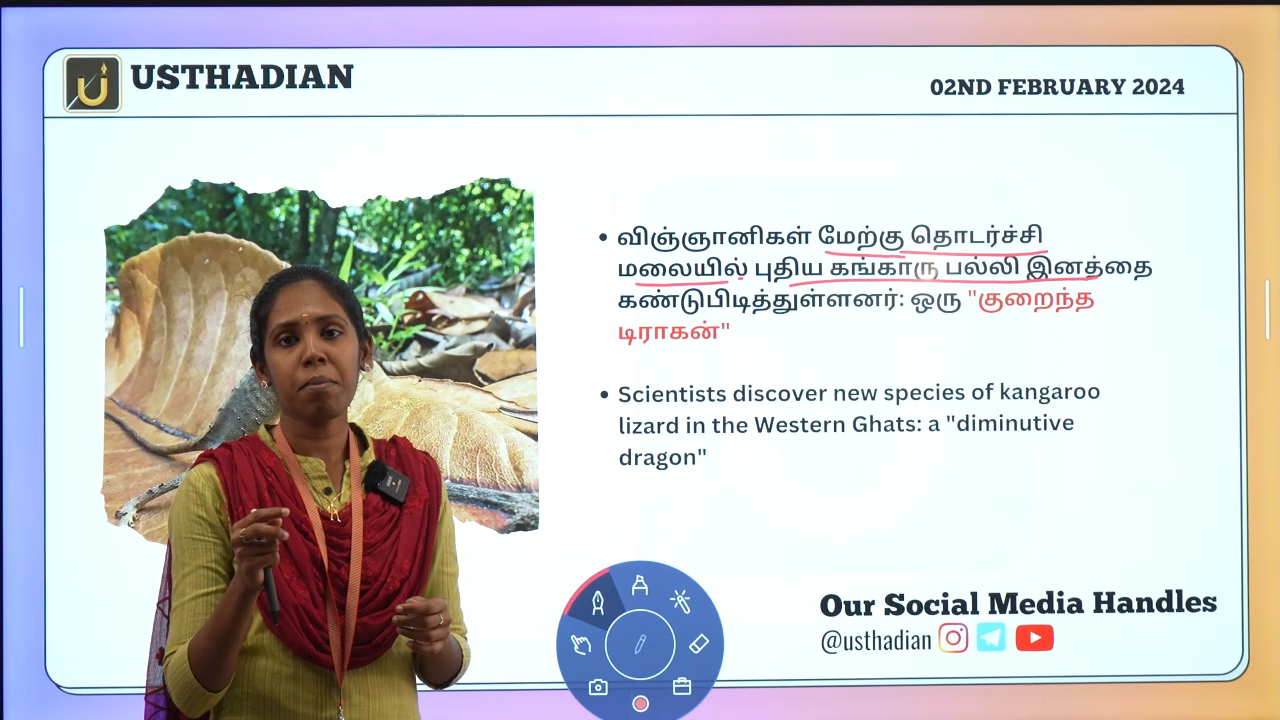 USTHADIAN
02ND FEBRUARY 2024
• விஞ்ஞானிகள் மேற்கு தொடர்ச்சி
மலையில் புதிய கங்காரு பல்லி இனத்தை
கண்டுபிடித்துள்ளனர்: ஒரு "குறைந்த
டிராகன்"
• Scientists discover new species of kangaroo
lizard in the Western Ghats: a "diminutive
dragon"
Our Social Media Handles
@usthadian